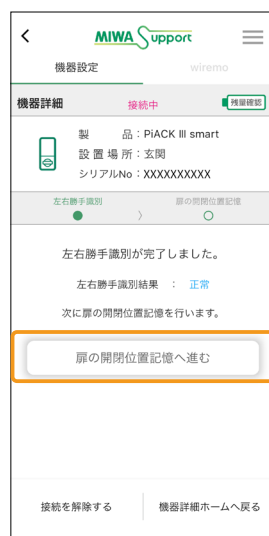 MIWA Support
機器設定 wiremo
機器詳細 接続中 残量確認
製 品：PiACK Ⅲ smart
設置場所：玄関
シリアルNo：XXXXXXXXXX
左右勝手識別 〉 扉の開閉位置記憶
左右勝手識別が完了しました。
左右勝手識別結果 ： 正常
次に扉の開閉位置記憶を行います。
扉の開閉位置記憶へ進む
接続を解除する 機器詳細ホームへ戻る